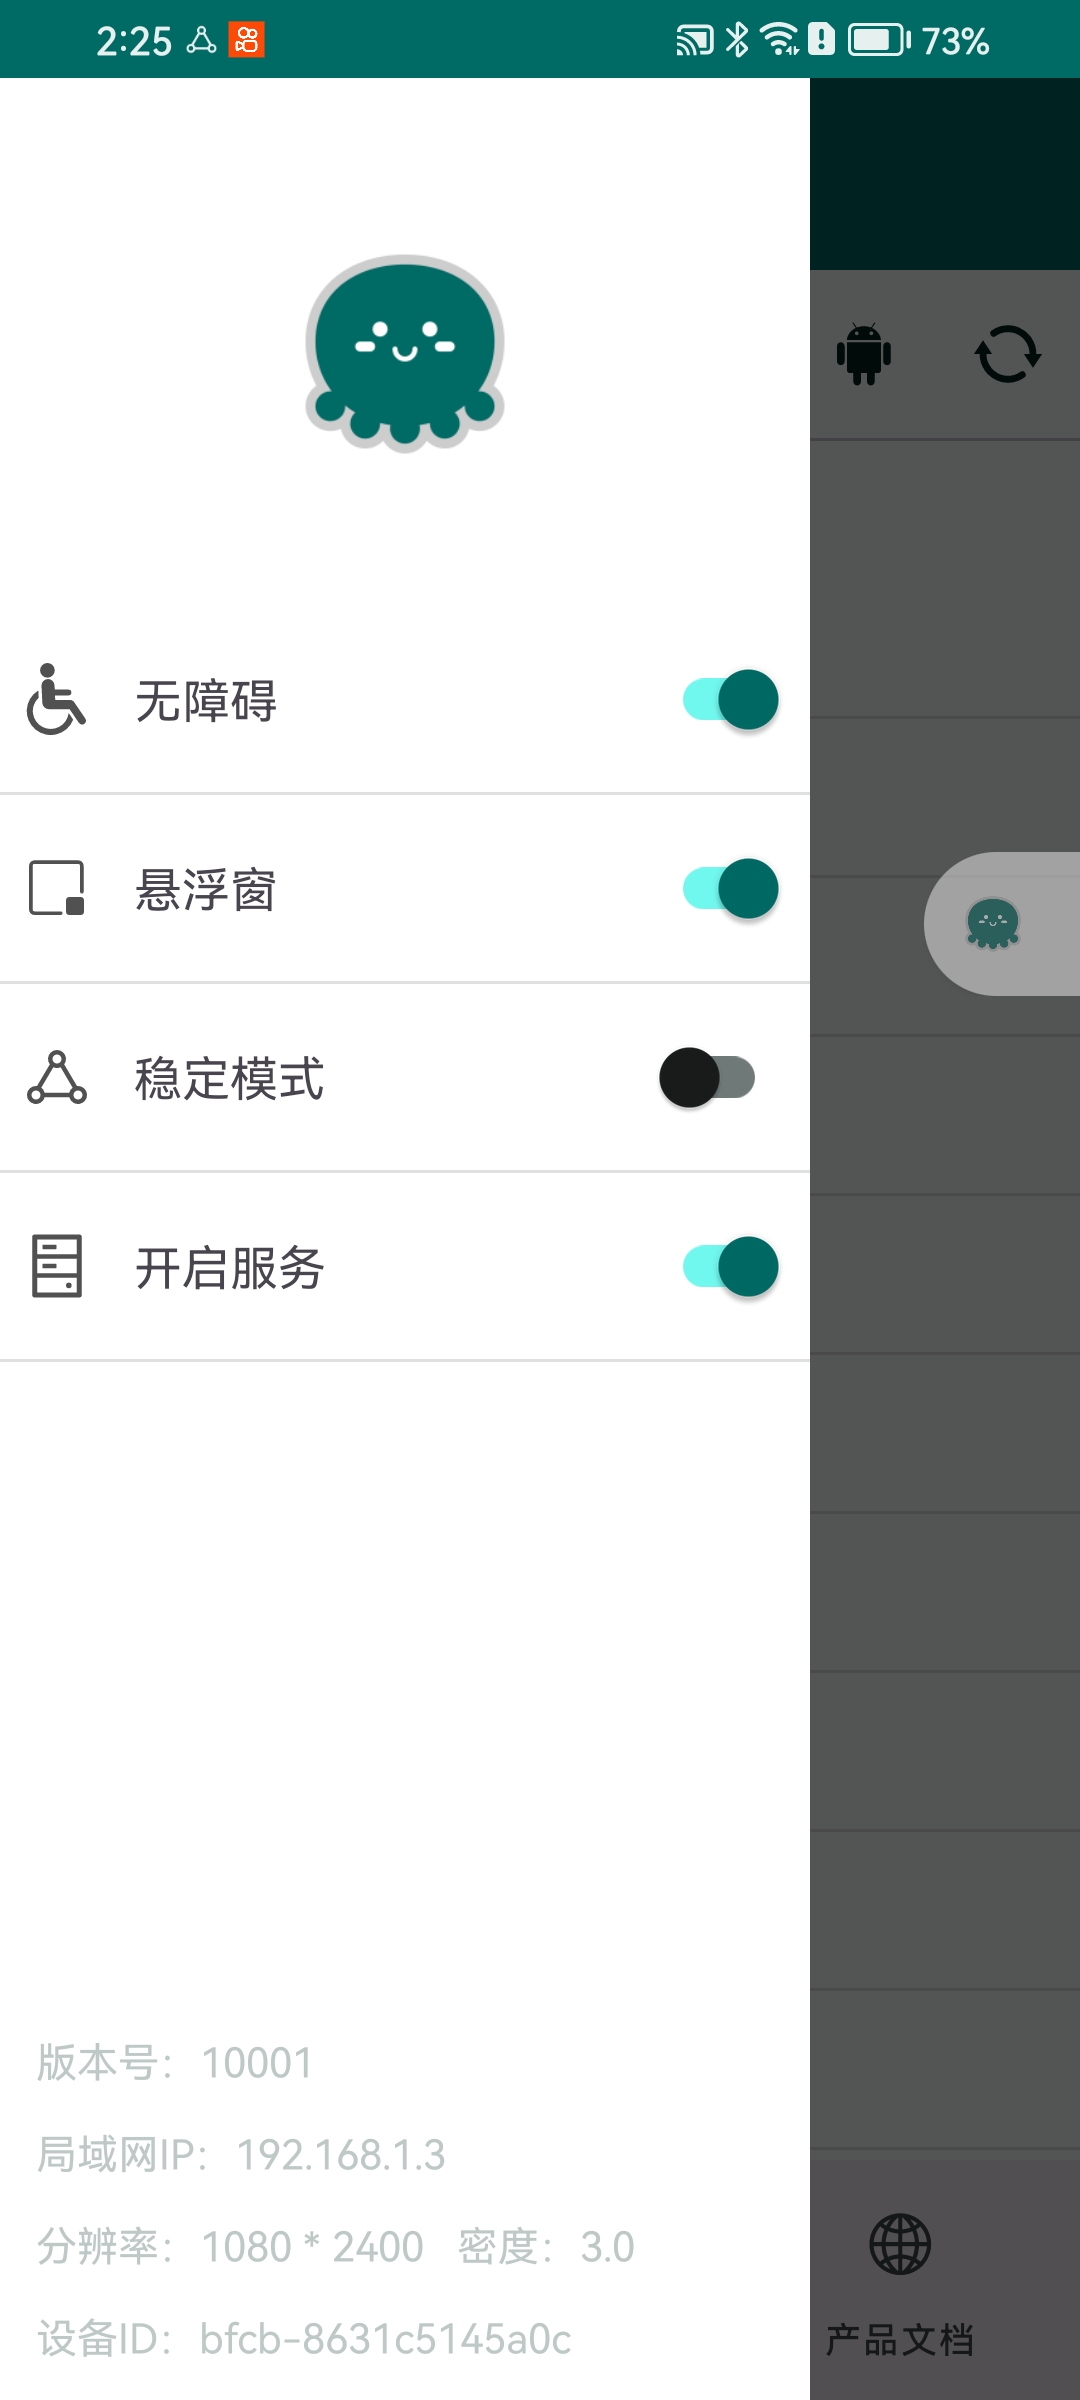 2:25
73%
无障碍
悬浮窗
稳定模式
开启服务
版本号： 10001
局域网IP： 192.168.1.3
分辨率： 1080 * 2400 密度： 3.0
设备ID： bfcb-8631c5145a0c
产品文档